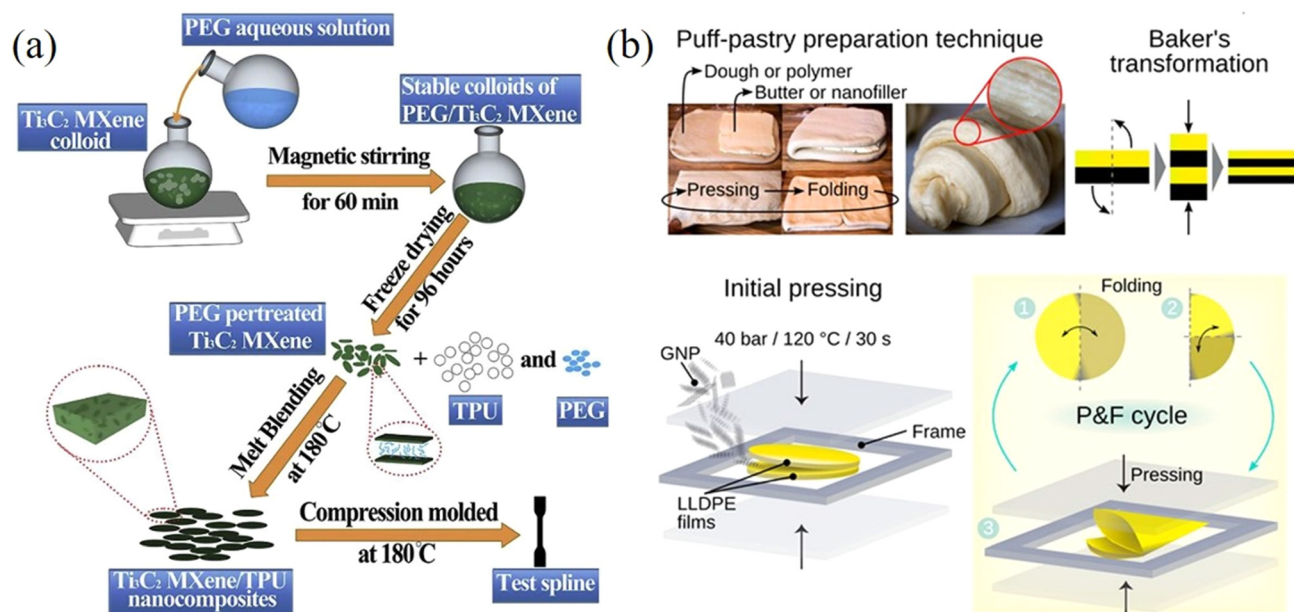 (a)
PEG aqueous solution
Ti₃C₂ MXene
colloid
Stable colloids of
PEG/Ti₃C₂ MXene
Magnetic stirring
for 60 min
Freeze drying
for 96 hours
PEG pertreated
Ti₃C₂ MXene
+
TPU
and
PEG
Melt Blending
at 180℃
Ti₃C₂ MXene/TPU
nanocomposites
Compression molded
at 180℃
Test spline
(b)
Puff-pastry preparation technique
Dough or polymer
Butter or nanofiller
Pressing
Folding
Baker's
transformation
Initial pressing
40 bar / 120 °C / 30 s
GNP
Frame
LLDPE
films
1
Folding
2
P&F cycle
Pressing
3